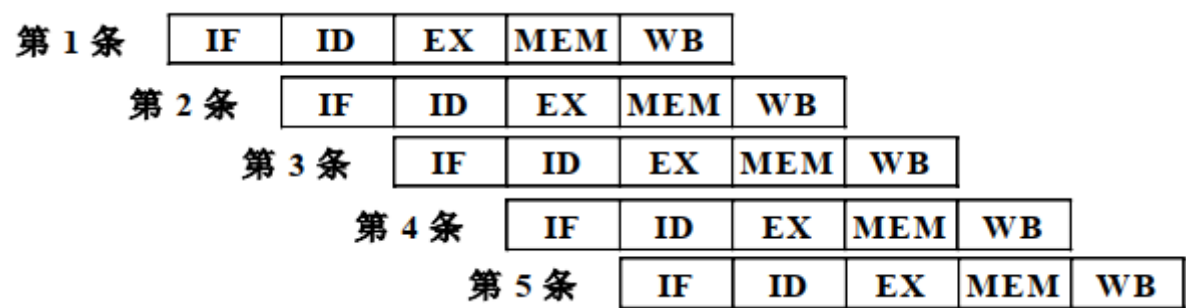 第 1 条 IF ID EX MEM WB
第 2 条 IF ID EX MEM WB
第 3 条 IF ID EX MEM WB
第 4 条 IF ID EX MEM WB
第 5 条 IF ID EX MEM WB